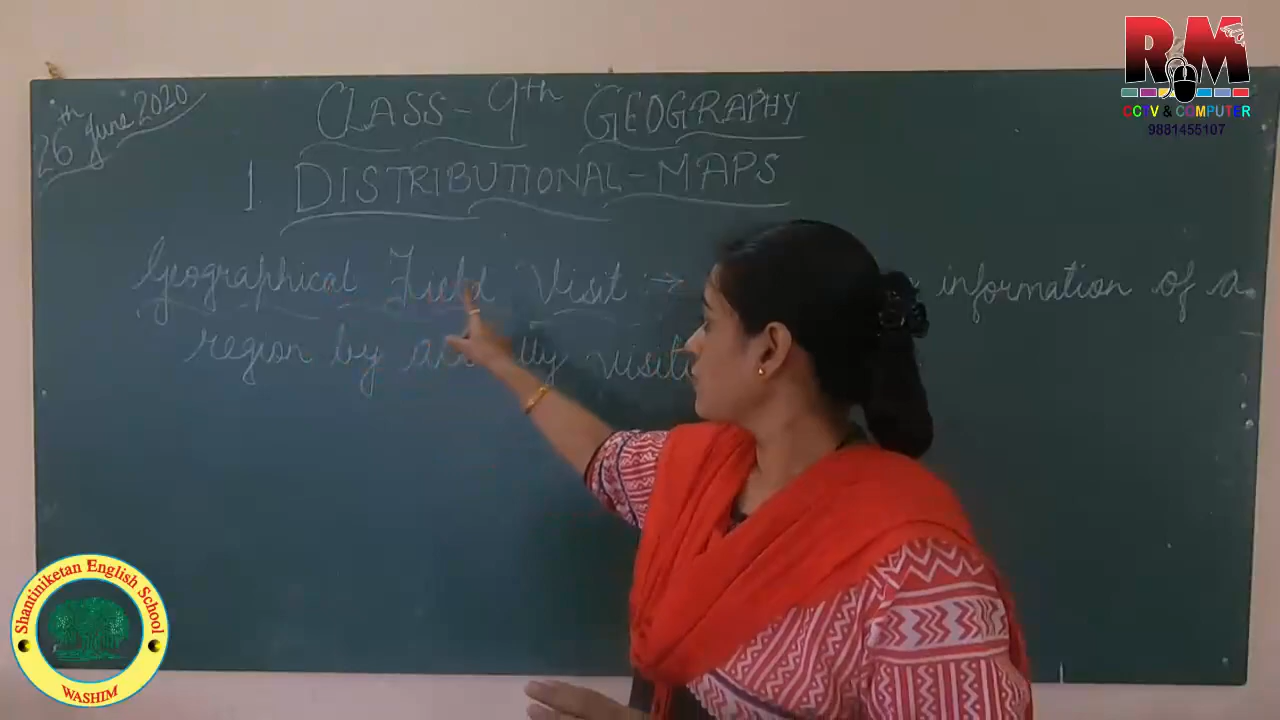 26th June 2020
CLASS - 9th GEOGRAPHY
1. DISTRIBUTIONAL - MAPS
Geographical Field Visit → information of a
region by actually
RM
CCTV & COMPUTER
9881455107
Shantiniketan English School
WASHIM